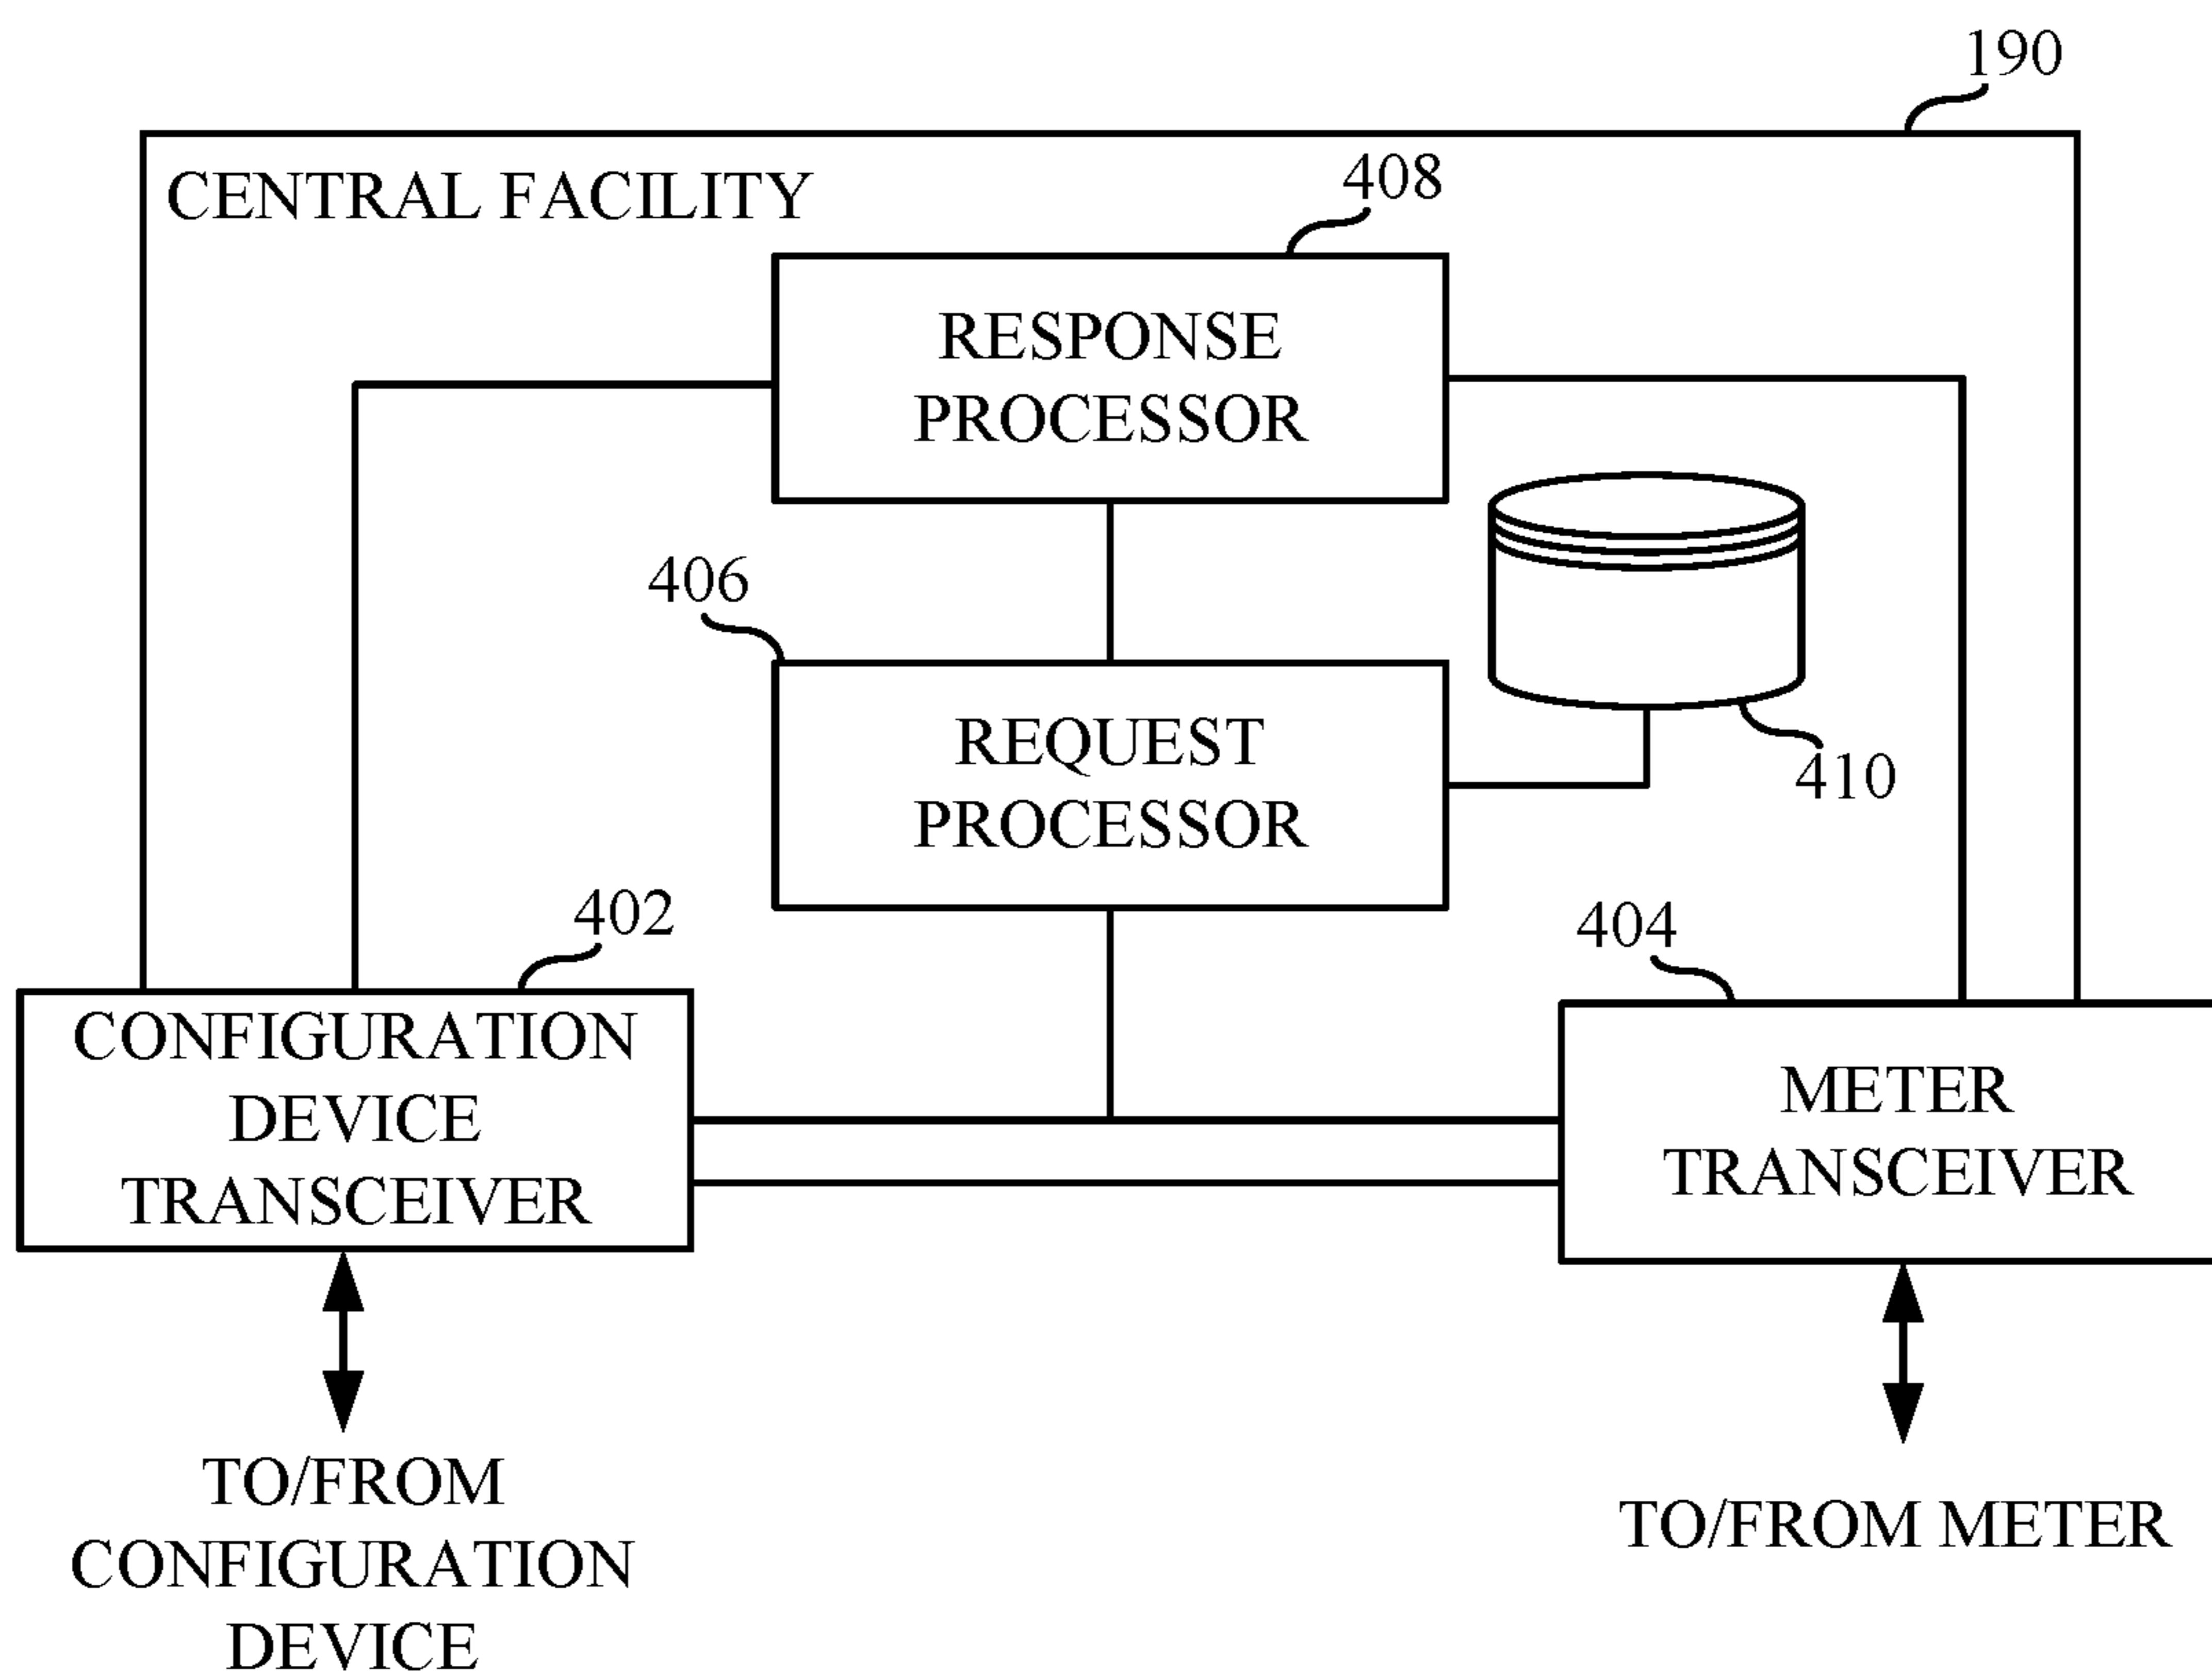 190
CENTRAL FACILITY
408
RESPONSE
PROCESSOR
406
REQUEST
PROCESSOR
410
402
404
CONFIGURATION
DEVICE
TRANSCEIVER
METER
TRANSCEIVER
TO/FROM
CONFIGURATION
DEVICE
TO/FROM METER